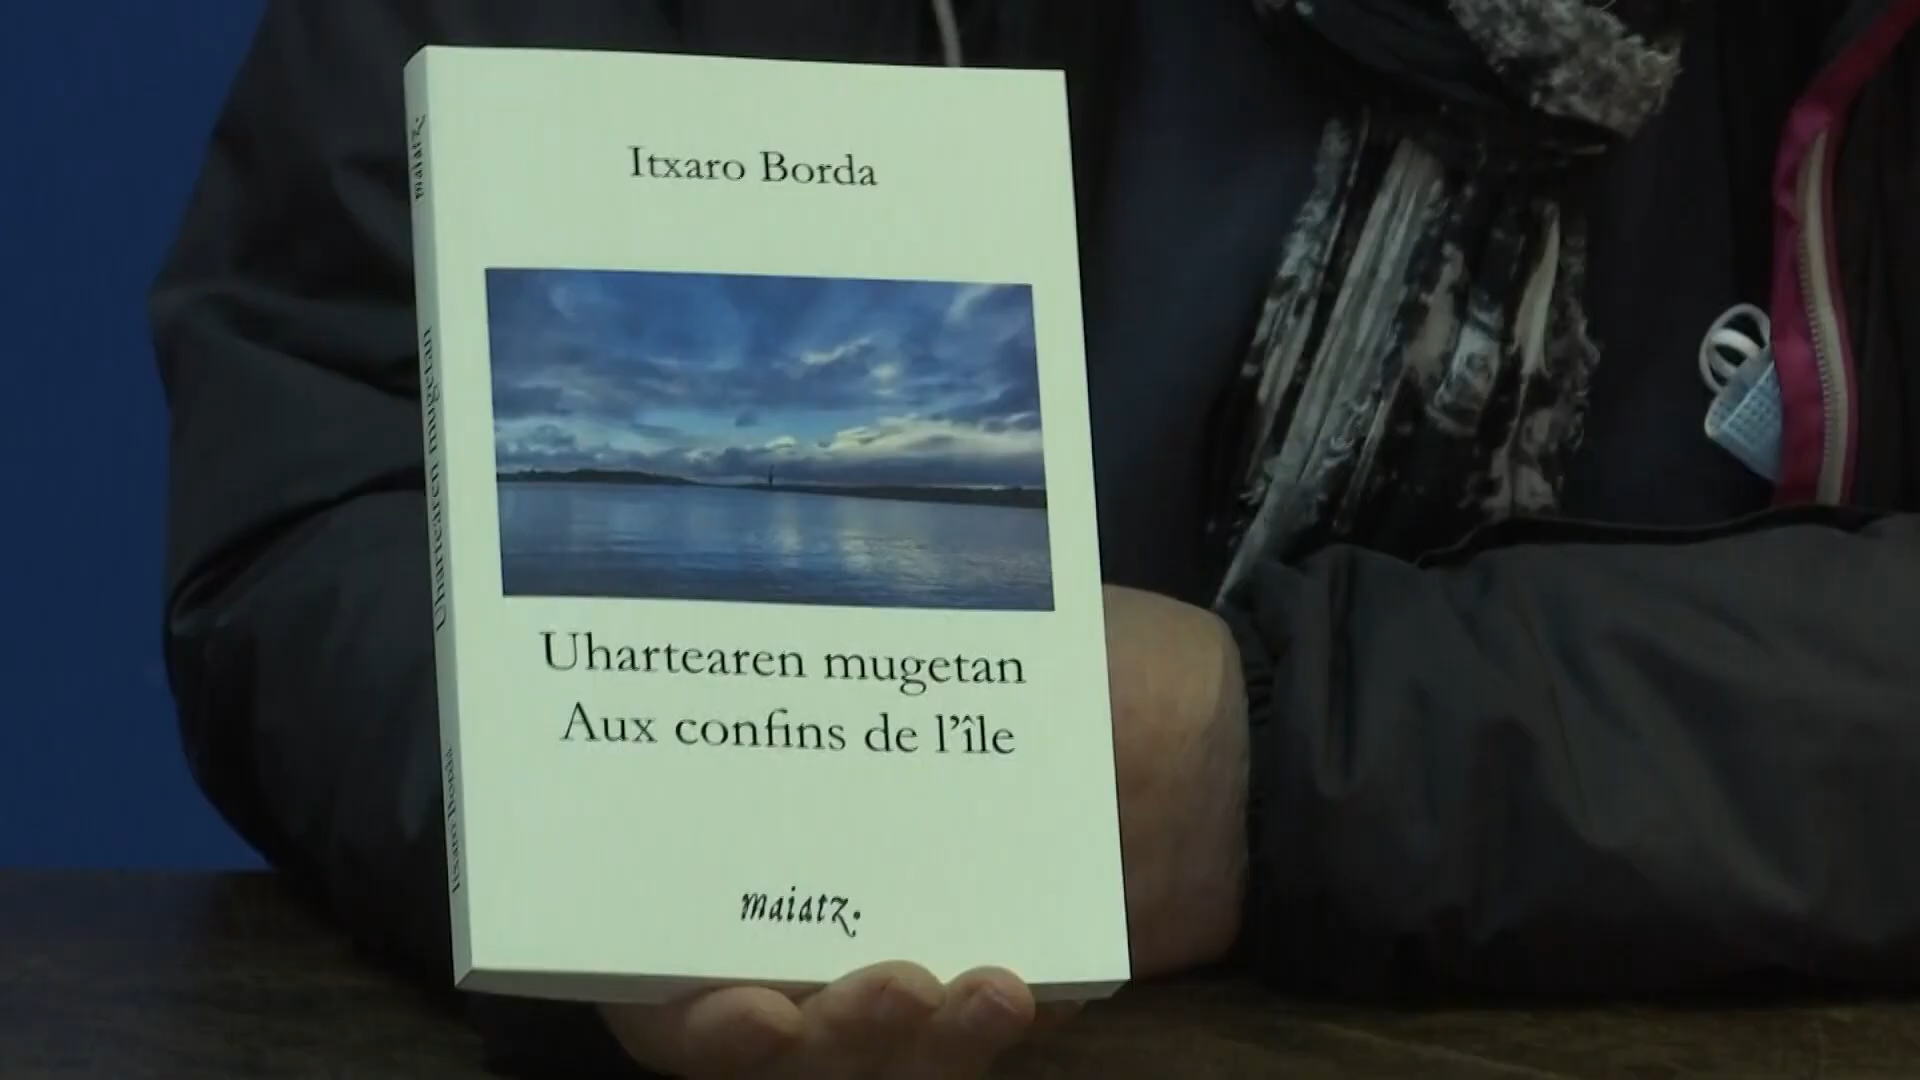 Itxaro Borda
Uhartearen mugetan
Aux confins de l'île
maiatz.
maiatz.
Uhartearen mugetan
Itxaro Borda